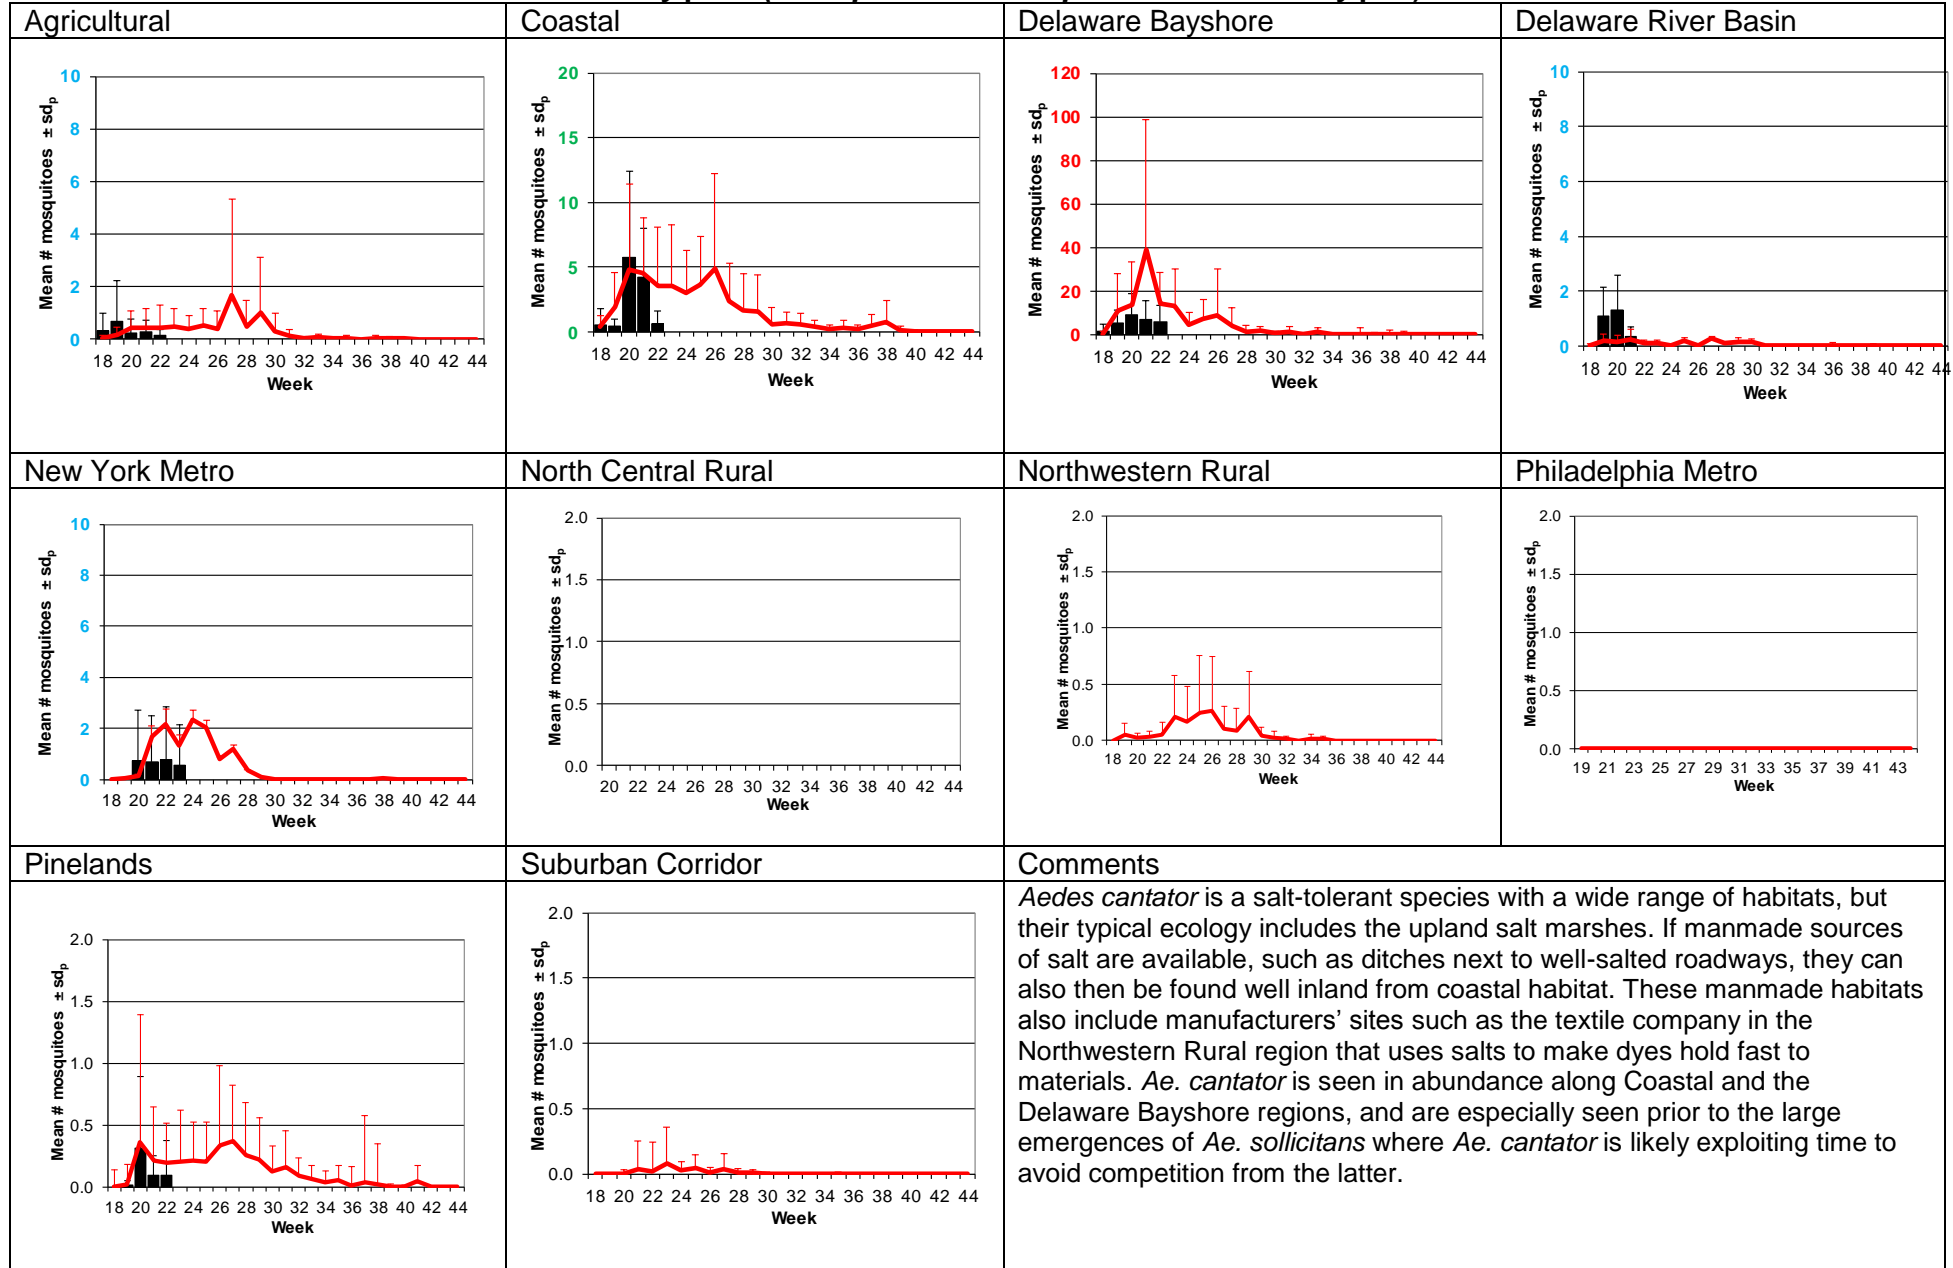 Agricultural
Coastal
Delaware Bayshore
Delaware River Basin
10
8
6
4
2
0
Mean # mosquitoes ± sdp
18 20 22 24 26 28 30 32 34 36 38 40 42 44
Week
20
15
10
5
0
Mean # mosquitoes ± sdp
18 20 22 24 26 28 30 32 34 36 38 40 42 44
Week
120
100
80
60
40
20
0
Mean # mosquitoes ± sdp
18 20 22 24 26 28 30 32 34 36 38 40 42 44
Week
10
8
6
4
2
0
Mean # mosquitoes ± sdp
18 20 22 24 26 28 30 32 34 36 38 40 42 44
Week
New York Metro
North Central Rural
Northwestern Rural
Philadelphia Metro
10
8
6
4
2
0
Mean # mosquitoes ± sdp
18 20 22 24 26 28 30 32 34 36 38 40 42 44
Week
2.0
1.5
1.0
0.5
0.0
Mean # mosquitoes ± sdp
20 22 24 26 28 30 32 34 36 38 40 42 44
Week
2.0
1.5
1.0
0.5
0.0
Mean # mosquitoes ± sdp
18 20 22 24 26 28 30 32 34 36 38 40 42 44
Week
2.0
1.5
1.0
0.5
0.0
Mean # mosquitoes ± sdp
19 21 23 25 27 29 31 33 35 37 39 41 43
Week
Pinelands
Suburban Corridor
Comments
2.0
1.5
1.0
0.5
0.0
Mean # mosquitoes ± sdp
18 20 22 24 26 28 30 32 34 36 38 40 42 44
Week
2.0
1.5
1.0
0.5
0.0
Mean # mosquitoes ± sdp
18 20 22 24 26 28 30 32 34 36 38 40 42 44
Week
Aedes cantator is a salt-tolerant species with a wide range of habitats, but
their typical ecology includes the upland salt marshes. If manmade sources
of salt are available, such as ditches next to well-salted roadways, they can
also then be found well inland from coastal habitat. These manmade habitats
also include manufacturers’ sites such as the textile company in the
Northwestern Rural region that uses salts to make dyes hold fast to
materials. Ae. cantator is seen in abundance along Coastal and the
Delaware Bayshore regions, and are especially seen prior to the large
emergences of Ae. sollicitans where Ae. cantator is likely exploiting time to
avoid competition from the latter.